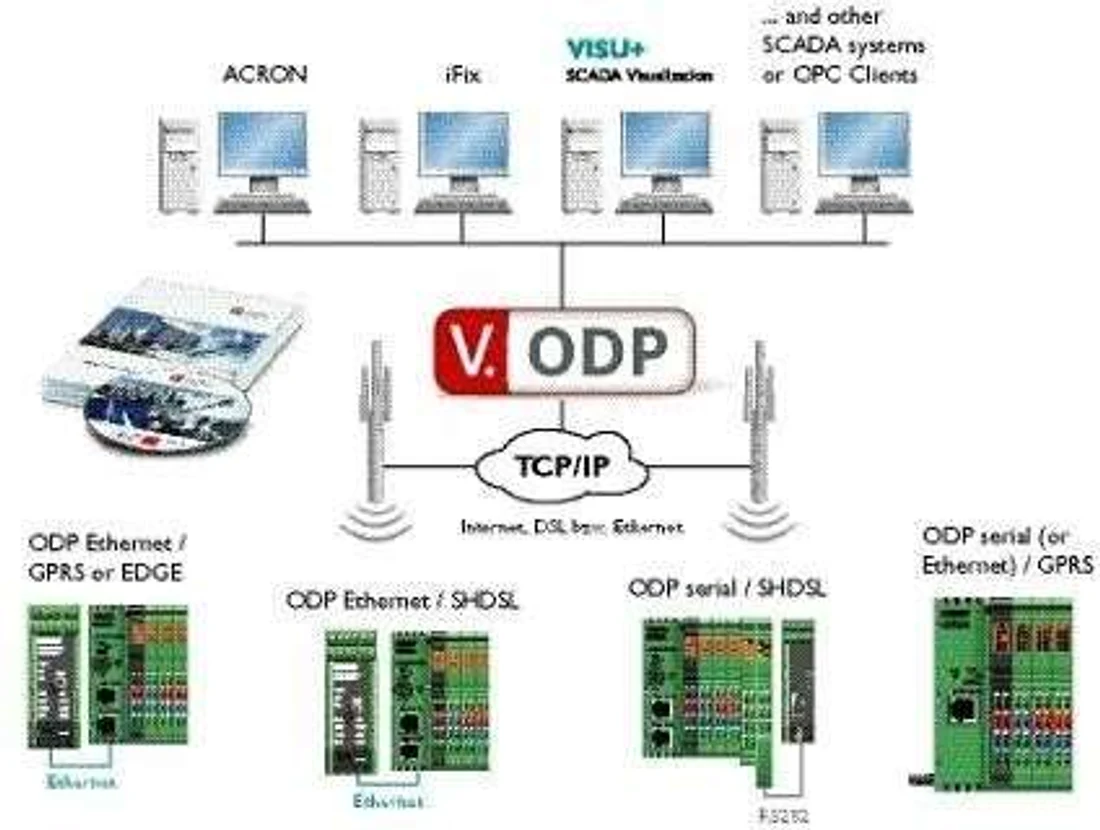 ... and other
SCADA systems
or OPC Clients
VISU+
SCADA Visualization
iFix
ACRON
V. ODP
TCP/IP
Internet, DSL bzw. Ethernet
ODP Ethernet /
GPRS or EDGE
ODP Ethernet / SHDSL
ODP serial / SHDSL
ODP serial (or
Ethernet) / GPRS
Ethernet
Ethernet
RS232